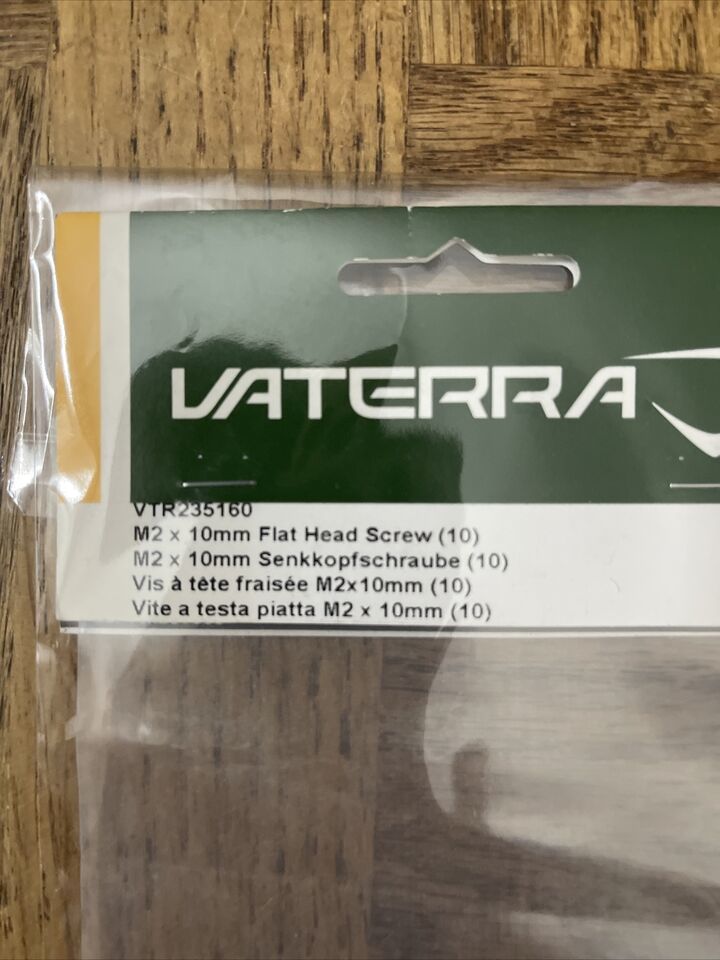 VATERRA
VTR235160
M2 x 10mm Flat Head Screw (10)
M2 x 10mm Senkkopfschraube (10)
Vis à tête fraisée M2x10mm (10)
Vite a testa piatta M2 x 10mm (10)